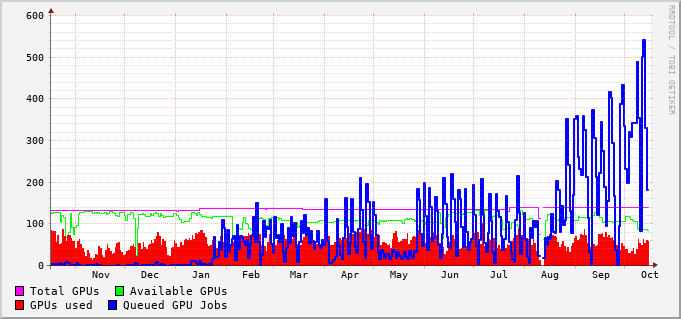 600
500
400
300
200
100
0
Nov Dec Jan Feb Mar Apr May Jun Jul Aug Sep Oct
Total GPUs Available GPUs
GPUs used Queued GPU Jobs
RRDTOOL / TOBI OETIKER